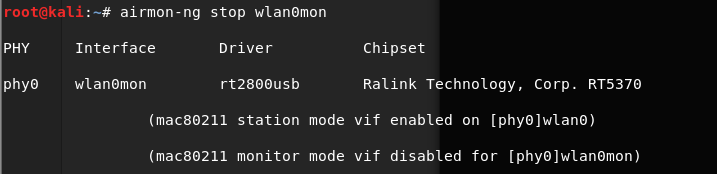 root@kali:~# airmon-ng stop wlan0mon
PHY Interface Driver Chipset
phy0 wlan0mon rt2800usb Ralink Technology, Corp. RT5370
(mac80211 station mode vif enabled on [phy0]wlan0)
(mac80211 monitor mode vif disabled for [phy0]wlan0mon)